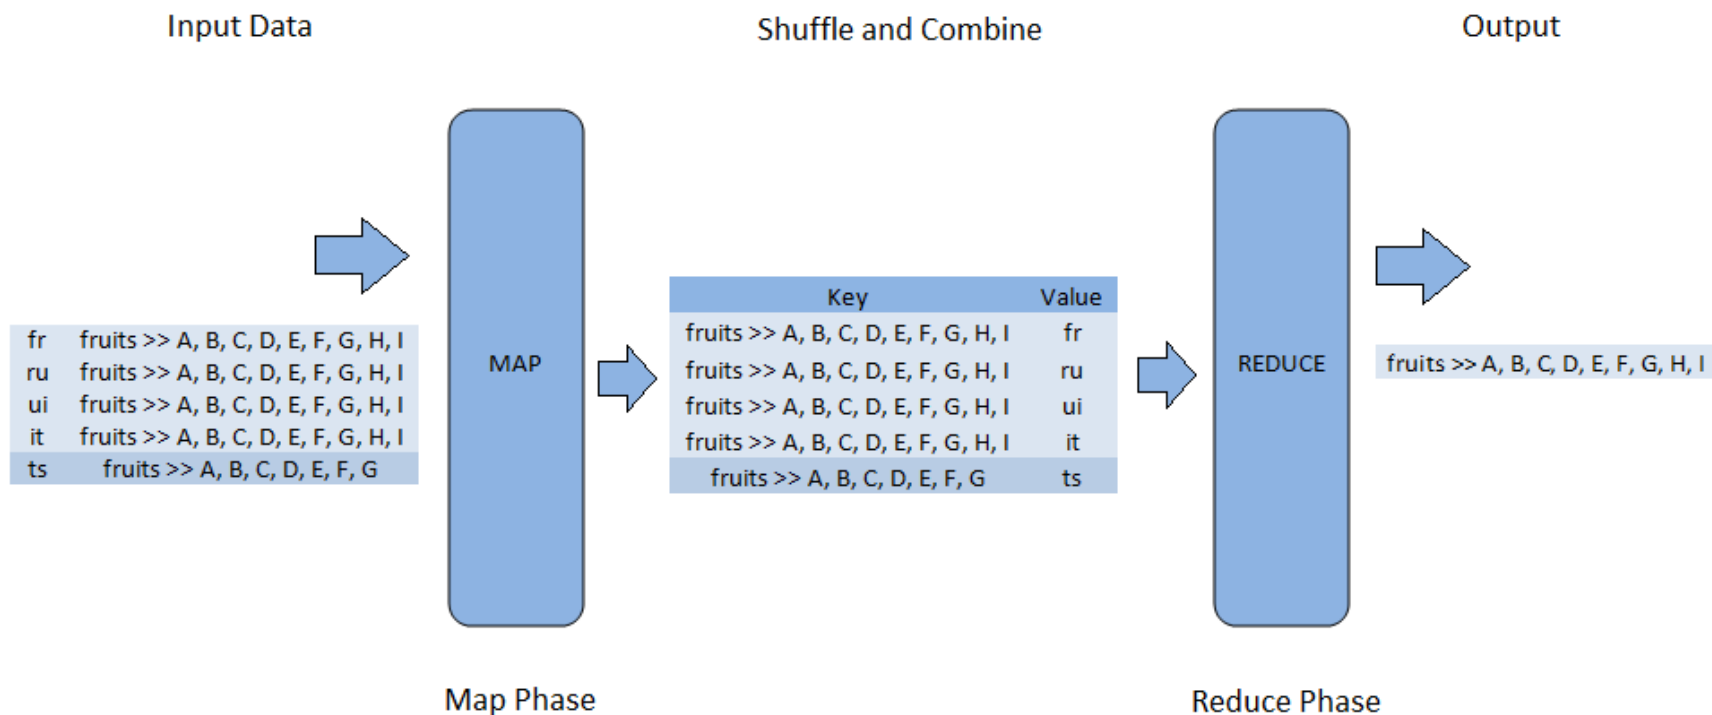 Input Data
Shuffle and Combine
Output
fr fruits >> A, B, C, D, E, F, G, H, I
ru fruits >> A, B, C, D, E, F, G, H, I
ui fruits >> A, B, C, D, E, F, G, H, I
it fruits >> A, B, C, D, E, F, G, H, I
ts fruits >> A, B, C, D, E, F, G
MAP
Key Value
fruits >> A, B, C, D, E, F, G, H, I fr
fruits >> A, B, C, D, E, F, G, H, I ru
fruits >> A, B, C, D, E, F, G, H, I ui
fruits >> A, B, C, D, E, F, G, H, I it
fruits >> A, B, C, D, E, F, G ts
REDUCE
fruits >> A, B, C, D, E, F, G, H, I
Map Phase
Reduce Phase